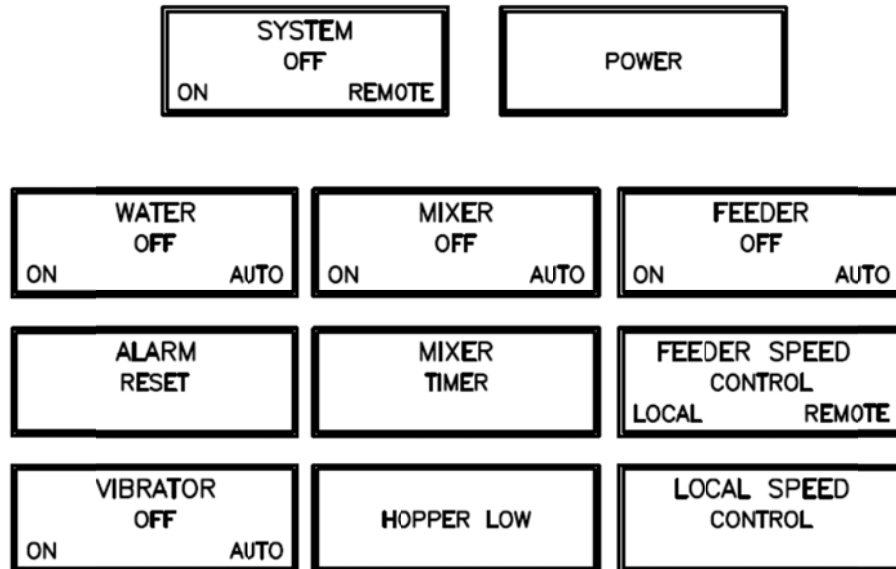 SYSTEM
OFF
ON REMOTE
POWER
WATER
OFF
ON AUTO
MIXER
OFF
ON AUTO
FEEDER
OFF
ON AUTO
ALARM
RESET
MIXER
TIMER
FEEDER SPEED
CONTROL
LOCAL REMOTE
VIBRATOR
OFF
ON AUTO
HOPPER LOW
LOCAL SPEED
CONTROL